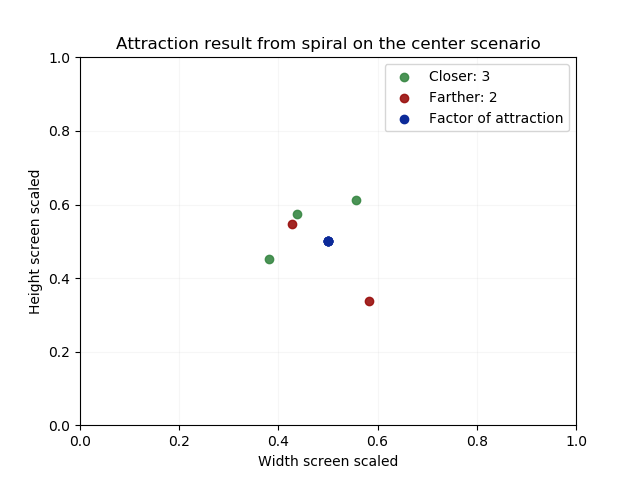 Attraction result from spiral on the center scenario
Closer: 3
Farther: 2
Factor of attraction
Height screen scaled
1.0
0.8
0.6
0.4
0.2
0.0
0.0 0.2 0.4 0.6 0.8 1.0
Width screen scaled